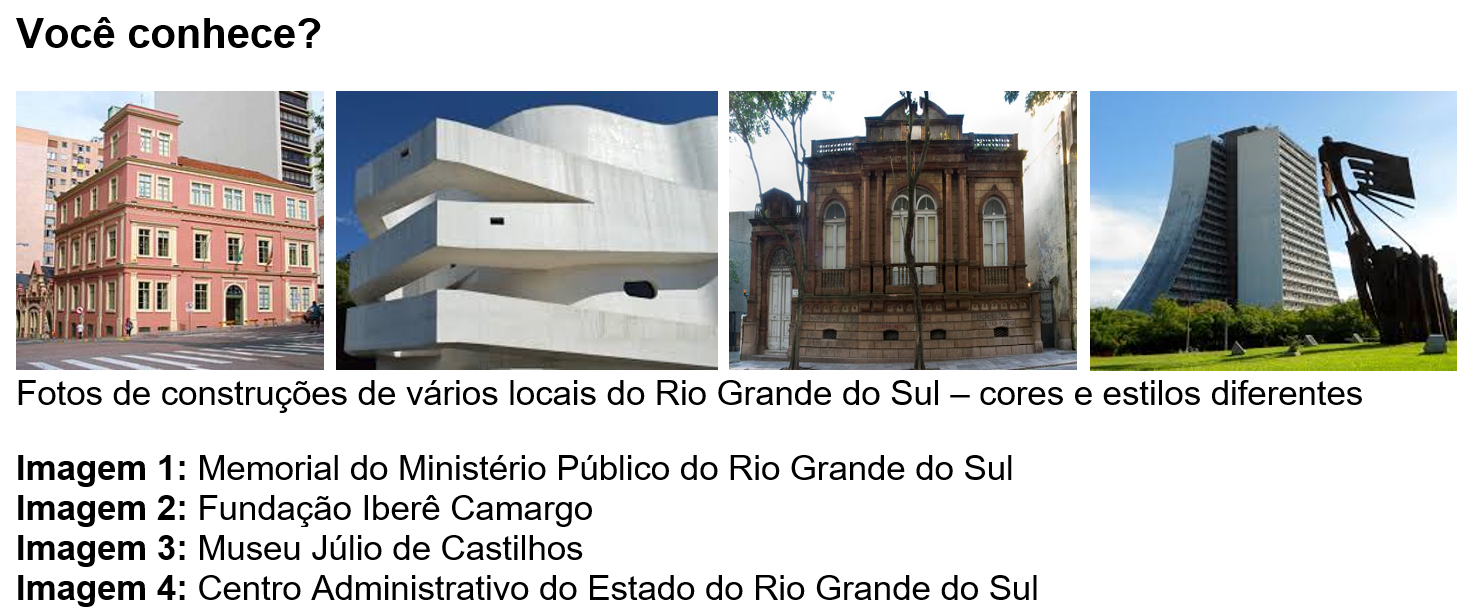 Você conhece?
Fotos de construções de vários locais do Rio Grande do Sul – cores e estilos diferentes
Imagem 1: Memorial do Ministério Público do Rio Grande do Sul
Imagem 2: Fundação Iberê Camargo
Imagem 3: Museu Júlio de Castilhos
Imagem 4: Centro Administrativo do Estado do Rio Grande do Sul